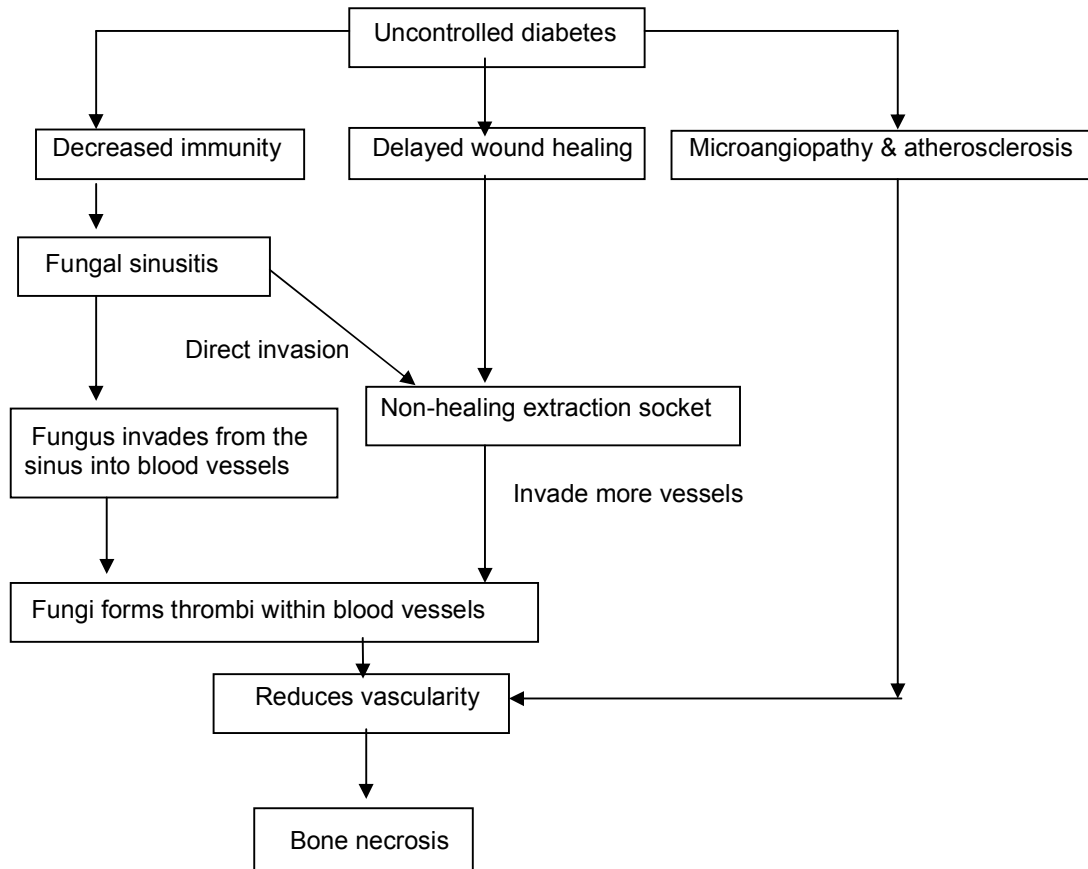 Uncontrolled diabetes
Decreased immunity
Delayed wound healing
Microangiopathy & atherosclerosis
Fungal sinusitis
Direct invasion
Non-healing extraction socket
Fungus invades from the
sinus into blood vessels
Invade more vessels
Fungi forms thrombi within blood vessels
Reduces vascularity
Bone necrosis